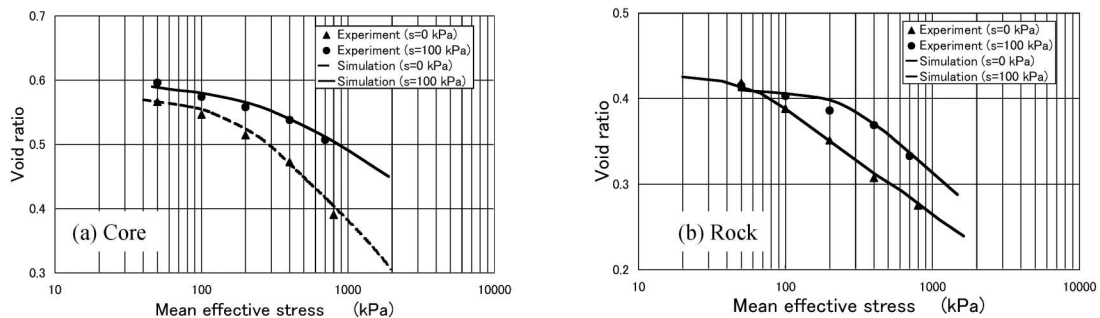 0.7
0.6
0.5
0.4
0.3
Void ratio
▲ Experiment (s=0 kPa)
● Experiment (s=100 kPa)
Simulation (s=0 kPa)
Simulation (s=100 kPa)
(a) Core
10 100 1000 10000
Mean effective stress (kPa)
0.5
0.4
0.3
0.2
Void ratio
▲ Experiment (s=0 kPa)
● Experiment (s=100 kPa)
Simulation (s=0 kPa)
Simulation (s=100 kPa)
(b) Rock
10 100 1000 10000
Mean effective stress (kPa)